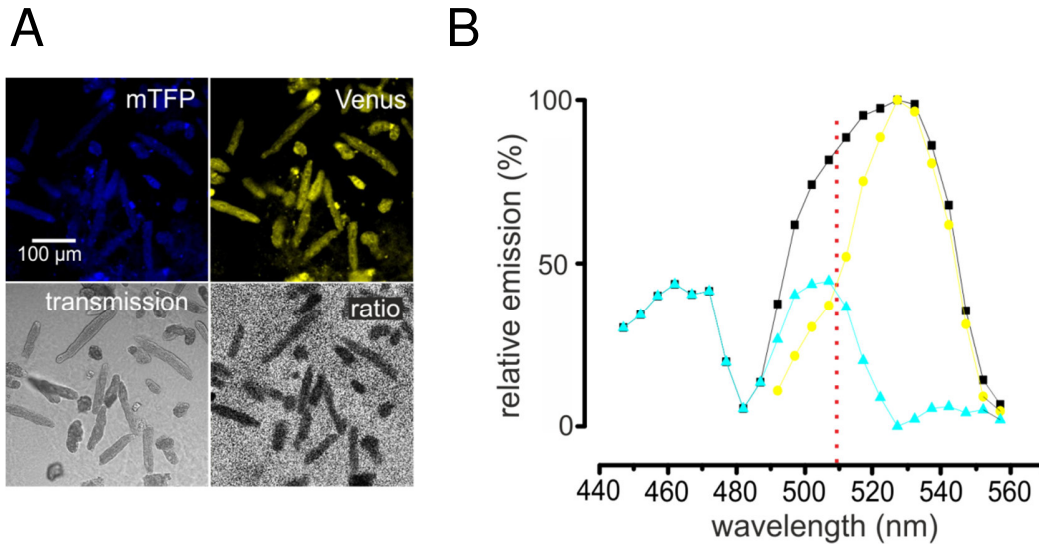 A
B
mTFP
Venus
100 µm
transmission
ratio
100
50
0
relative emission (%)
440 460 480 500 520 540 560
wavelength (nm)